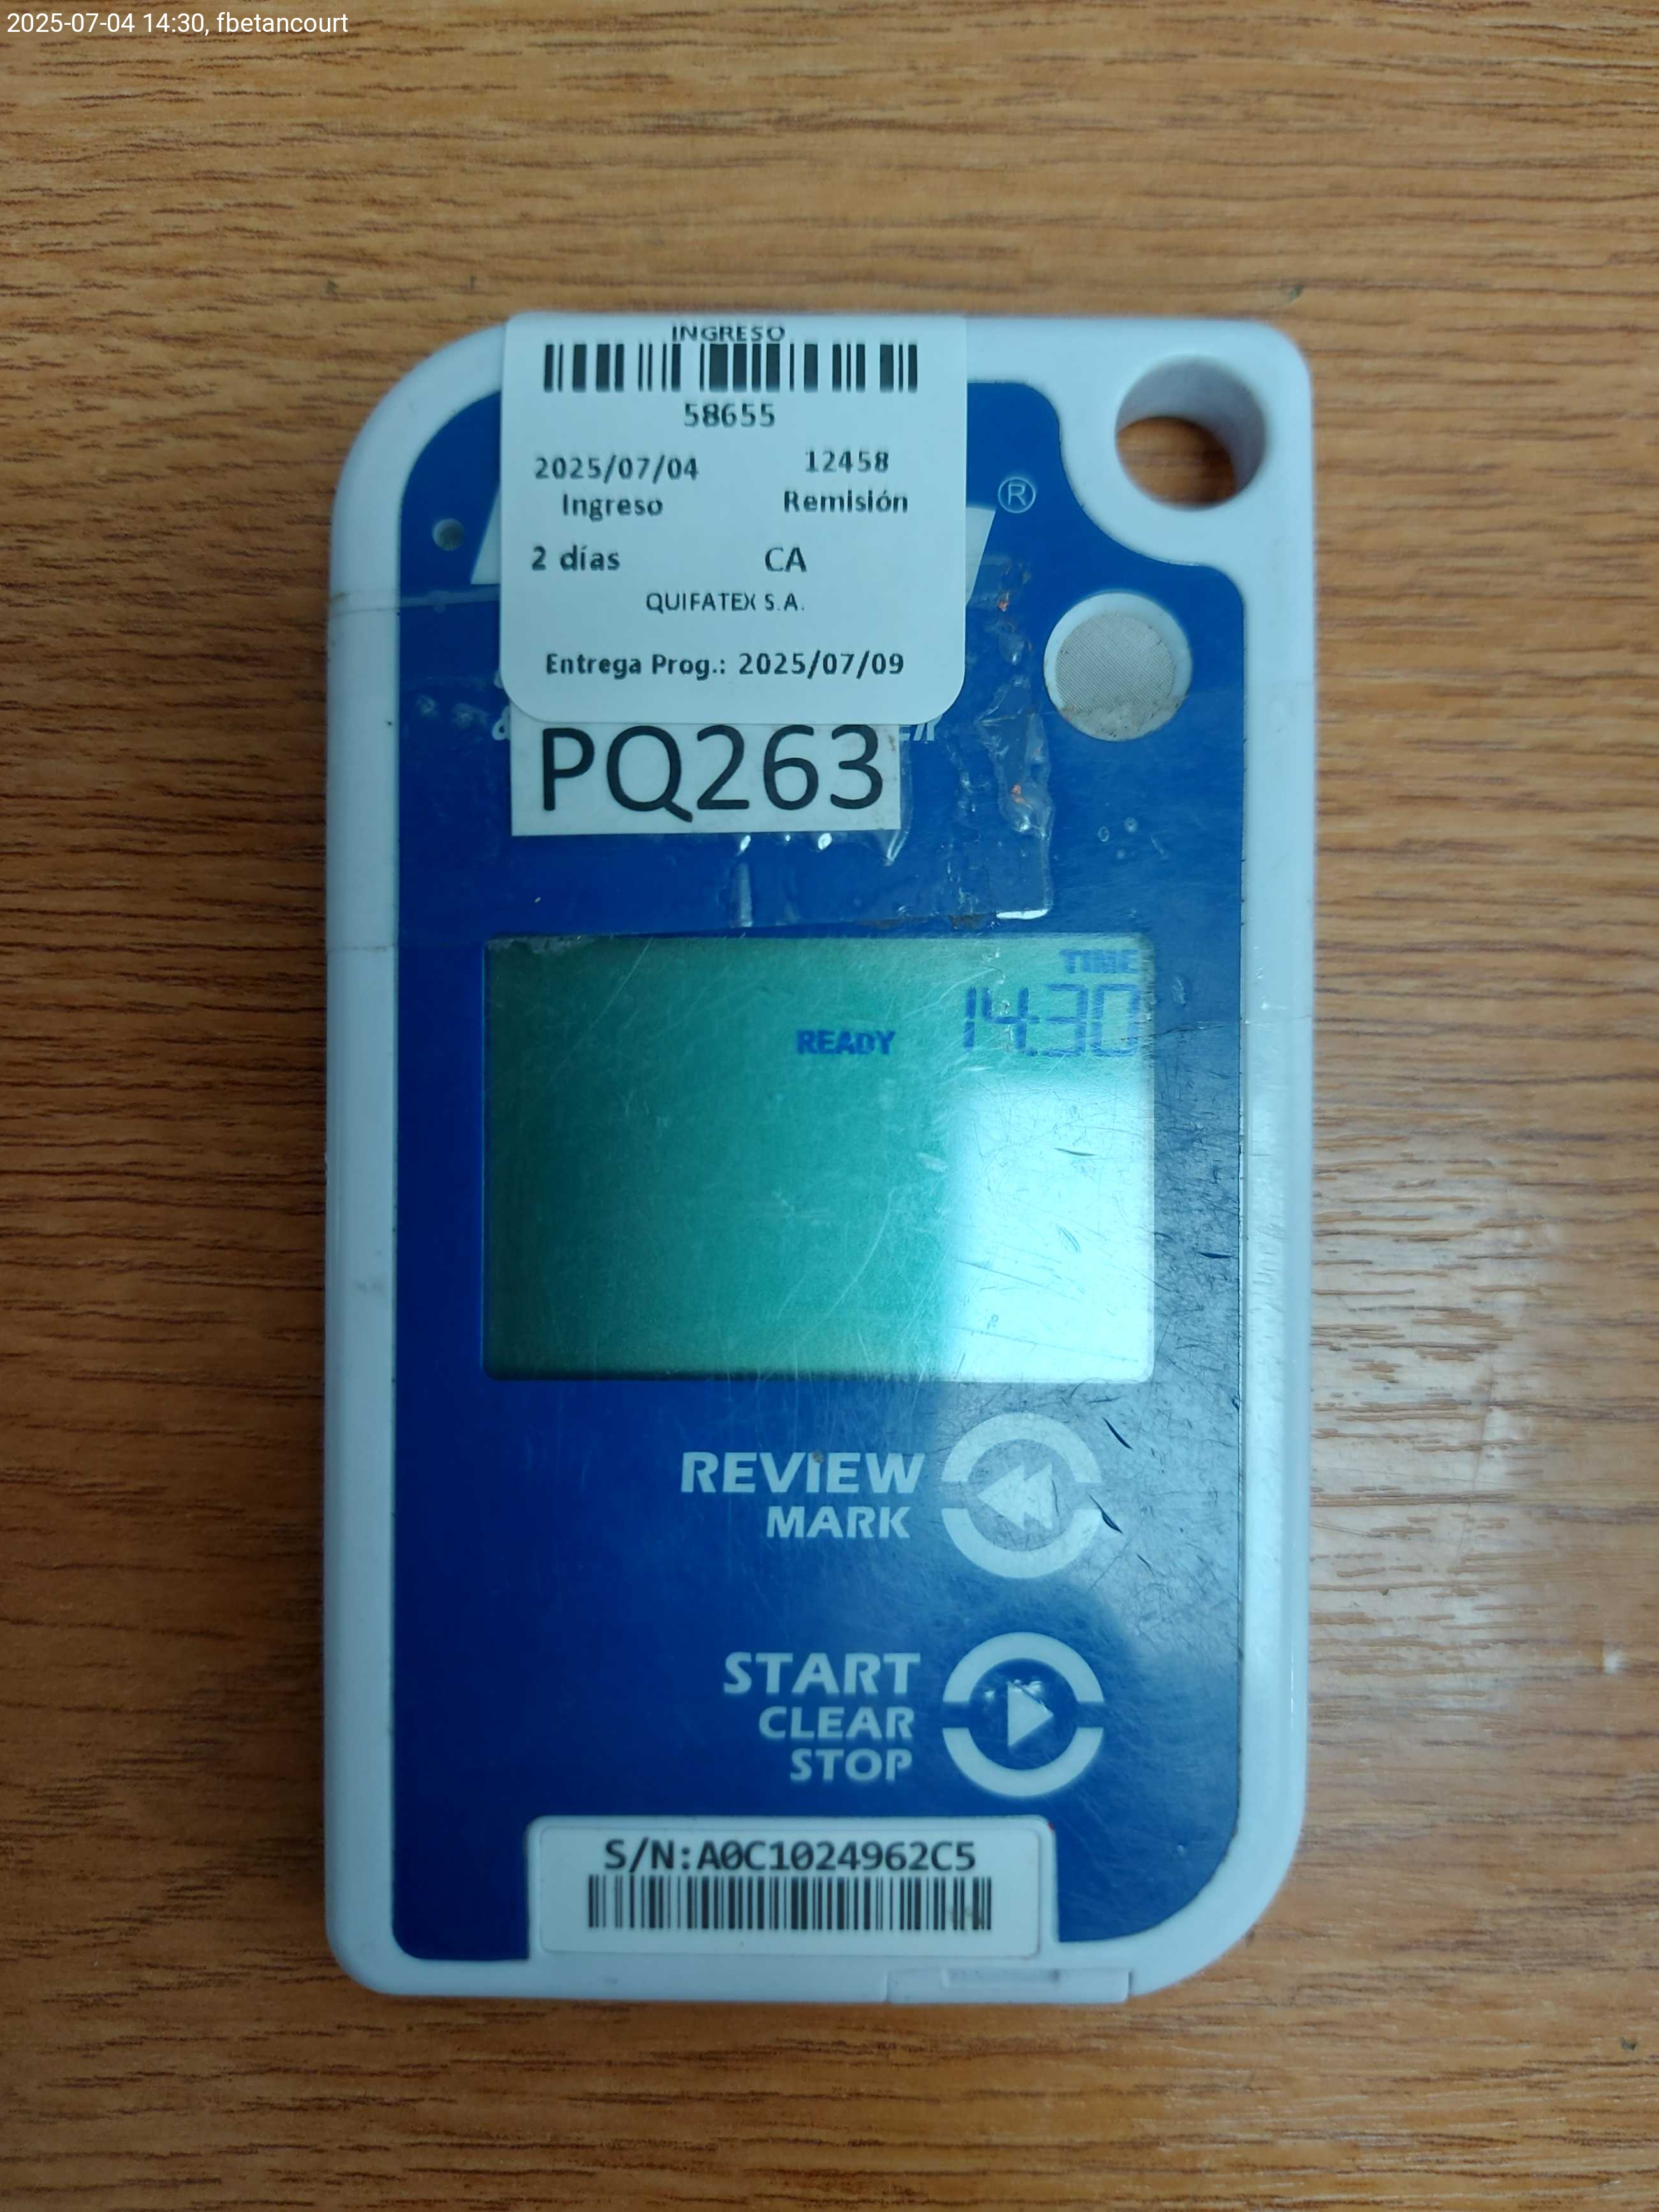 2025-07-04 14:30, fbetancourt
INGRESO
58655
2025/07/04 12458
Ingreso Remisión
2 días CA
QUIFATEX S.A.
Entrega Prog.: 2025/07/09
®
PQ263
TIME
READY 14:30
REVIEW
MARK
START
CLEAR
STOP
S/N:A0C1024962C5